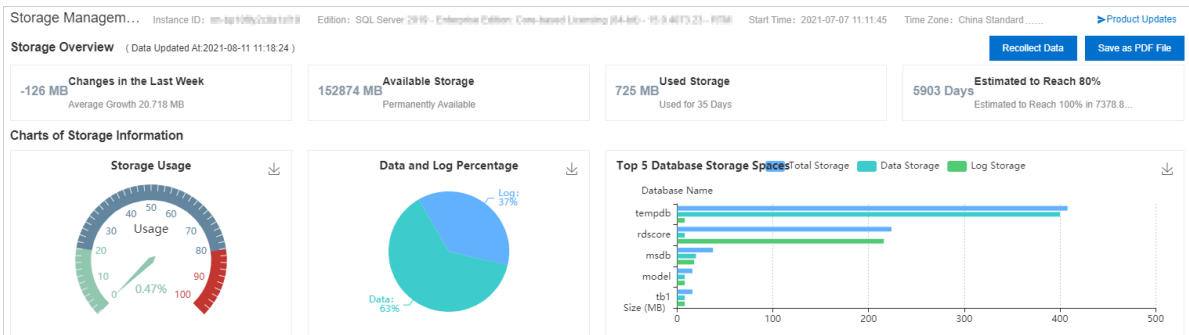 Storage Managem... Instance ID: Edition: SQL Server Start Time: 2021-07-07 11:11:45 Time Zone: China Standard...... Product Updates
Storage Overview ( Data Updated At:2021-08-11 11:18:24 ) Recollect Data Save as PDF File
Changes in the Last Week Available Storage Used Storage Estimated to Reach 80%
-126 MB 152874 MB 725 MB 5903 Days
Average Growth 20.718 MB Permanently Available Used for 35 Days Estimated to Reach 100% in 7378.8...
Charts of Storage Information
Storage Usage
0 10 20 30 40 50 60 70 80 90 100
Usage
0.47%
Data and Log Percentage
Log:
37%
Data:
63%
Top 5 Database Storage Spaces Total Storage Data Storage Log Storage
Database Name
tempdb
rdscore
msdb
model
tb1
Size (MB)
0 100 200 300 400 500